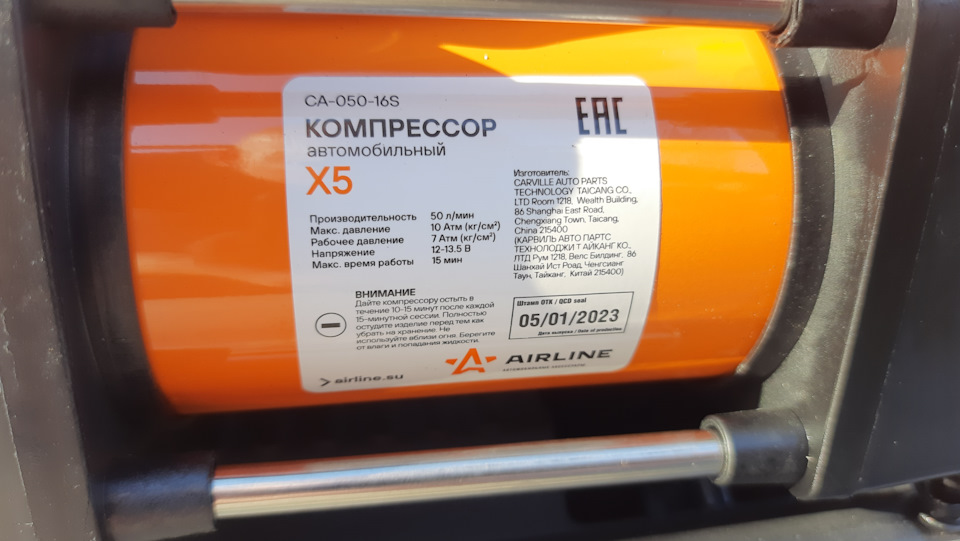 CA-050-16S
КОМПРЕССОР
автомобильный
X5
EAC
Производительность 50 л/мин
Макс. давление 10 Атм (кг/см²)
Рабочее давление 7 Атм (кг/см²)
Напряжение 12-13.5 В
Макс. время работы 15 мин
Изготовитель:
CARVILLE AUTO PARTS
TECHNOLOGY TAICANG CO.,
LTD Room 1218, Wealth Building,
86 Shanghai East Road,
Chengxiang Town, Taicang,
China 215400
(КАРВИЛЬ АВТО ПАРТС
ТЕХНОЛОДЖИ Т АЙКАНГ КО.,
ЛТД Рум 1218, Велс Билдинг, 86
Шанхай Ист Роад, Ченгсианг
Таун, Тайканг, Китай 215400)
ВНИМАНИЕ
Дайте компрессору остыть в
течение 10-15 минут после каждой
15-минутной сессии. Полностью
остудите изделие перед тем как
убрать на хранение. Не
используйте вблизи огня. Берегите
от влаги и попадания жидкости.
Штамп ОТК / QCD seal
05/01/2023
Дата выпуска / Date of production
AIRLINE
АВТОМОБИЛЬНЫЕ АКСЕССУАРЫ
airline.su